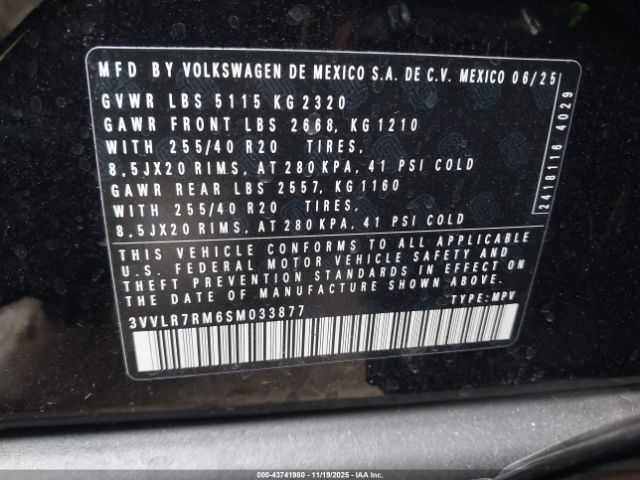 MFD BY VOLKSWAGEN DE MEXICO S.A. DE C.V. MEXICO 06/25
GVWR LBS 5115 KG 2320
GAWR FRONT LBS 2668, KG 1210
WITH 255/40 R20 TIRES,
8,5JX20 RIMS, AT 280 KPA, 41 PSI COLD
GAWR REAR LBS 2557, KG 1160
WITH 255/40 R20 TIRES,
8,5JX20 RIMS, AT 280 KPA, 41 PSI COLD
THIS VEHICLE CONFORMS TO ALL APPLICABLE
U.S. FEDERAL MOTOR VEHICLE SAFETY AND
THEFT PREVENTION STANDARDS IN EFFECT ON
THE DATE OF MANUFACTURE SHOWN ABOVE.
3VVLR7RM6SM033877 TYPE: MPV
2418116 4029
000-43741980 - 11/19/2025 - IAAI.COM